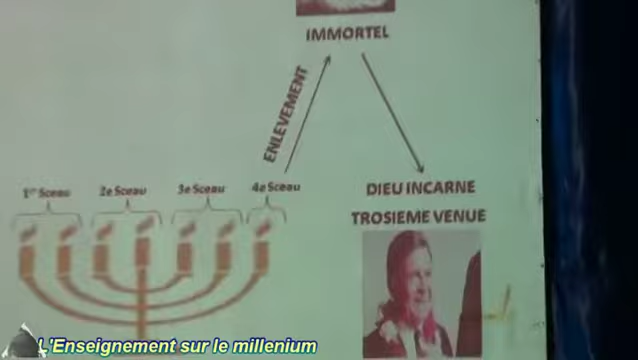 IMMORTEL
ENLEVEMENT
1er Sceau 2e Sceau 3e Sceau 4e Sceau
DIEU INCARNE
TROSIEME VENUE
L'Enseignement sur le millenium